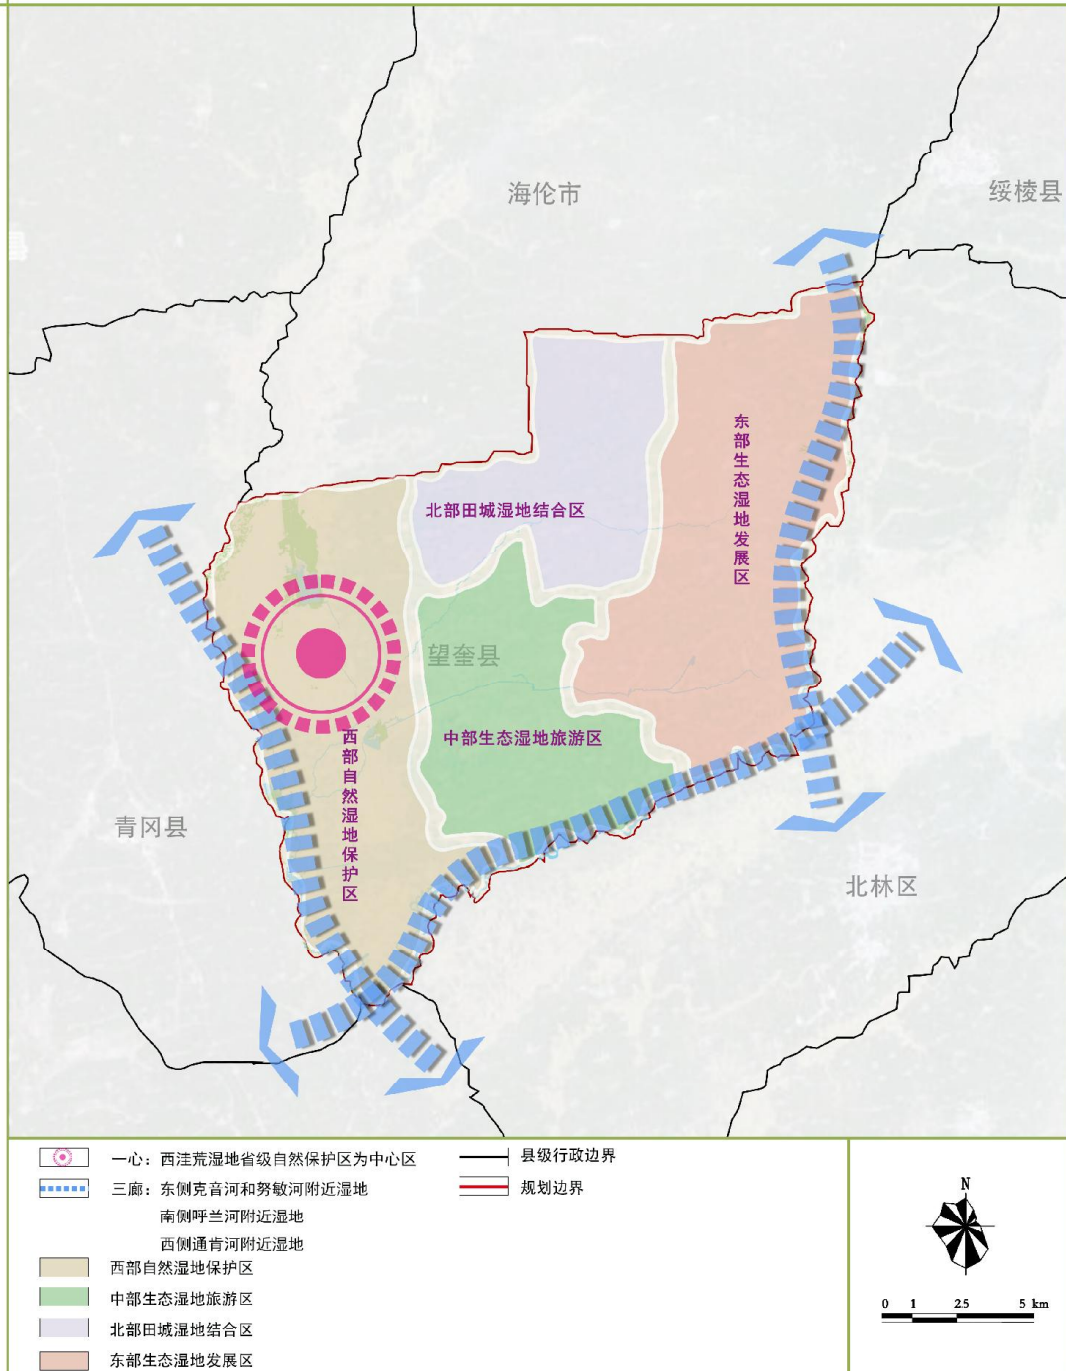 海伦市
绥棱县
东部生态湿地发展区
北部田城湿地结合区
望奎县
中部生态湿地旅游区
西部自然湿地保护区
青冈县
北林区
一心：西洼荒湿地省级自然保护区为中心区
三廊：东侧克音河和努敏河附近湿地
南侧呼兰河附近湿地
西侧通肯河附近湿地
西部自然湿地保护区
中部生态湿地旅游区
北部田城湿地结合区
东部生态湿地发展区
县级行政边界
规划边界
N
0 1 2.5 5 km